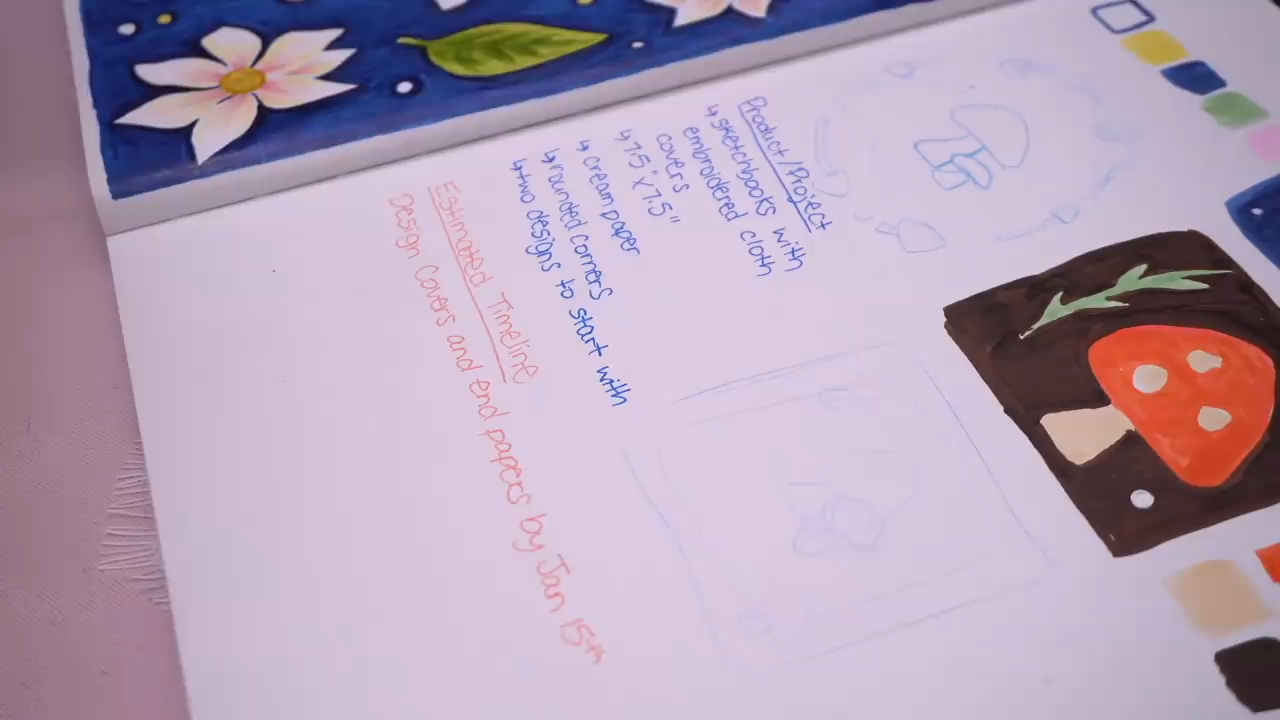 Product/Project
↳ sketchbooks with
embroidered cloth
covers
↳ 7.5" x 7.5"
↳ cream paper
↳ rounded corners
↳ two designs to start with
Estimated Timeline
Design Covers and end papers by Jan 15th